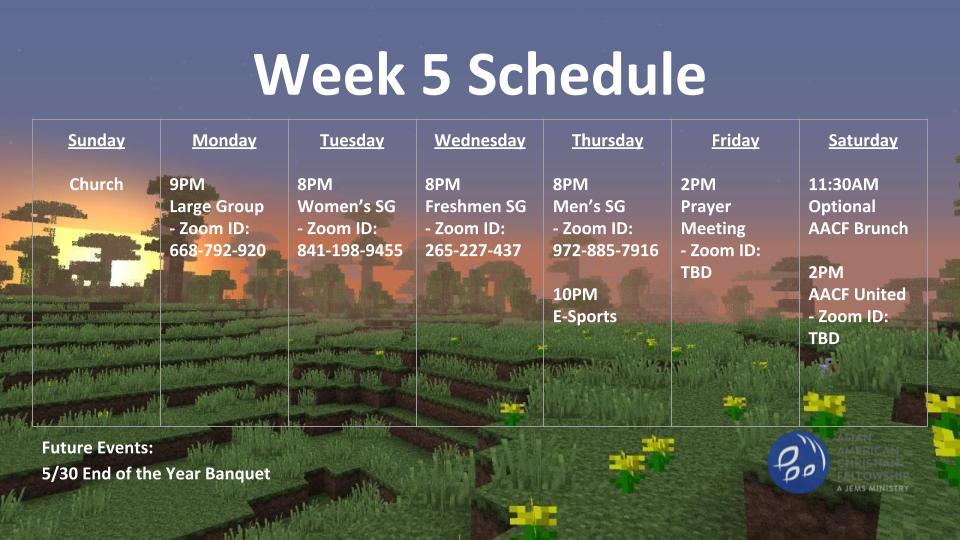 Week 5 Schedule
Sunday
Church
Monday
9PM
Large Group
- Zoom ID:
668-792-920
Tuesday
8PM
Women’s SG
- Zoom ID:
841-198-9455
Wednesday
8PM
Freshmen SG
- Zoom ID:
265-227-437
Thursday
8PM
Men’s SG
- Zoom ID:
972-885-7916
10PM
E-Sports
Friday
2PM
Prayer
Meeting
- Zoom ID:
TBD
Saturday
11:30AM
Optional
AACF Brunch
2PM
AACF United
- Zoom ID:
TBD
Future Events:
5/30 End of the Year Banquet
ASIAN
AMERICAN
CHRISTIAN
FELLOWSHIP
A JEMS MINISTRY